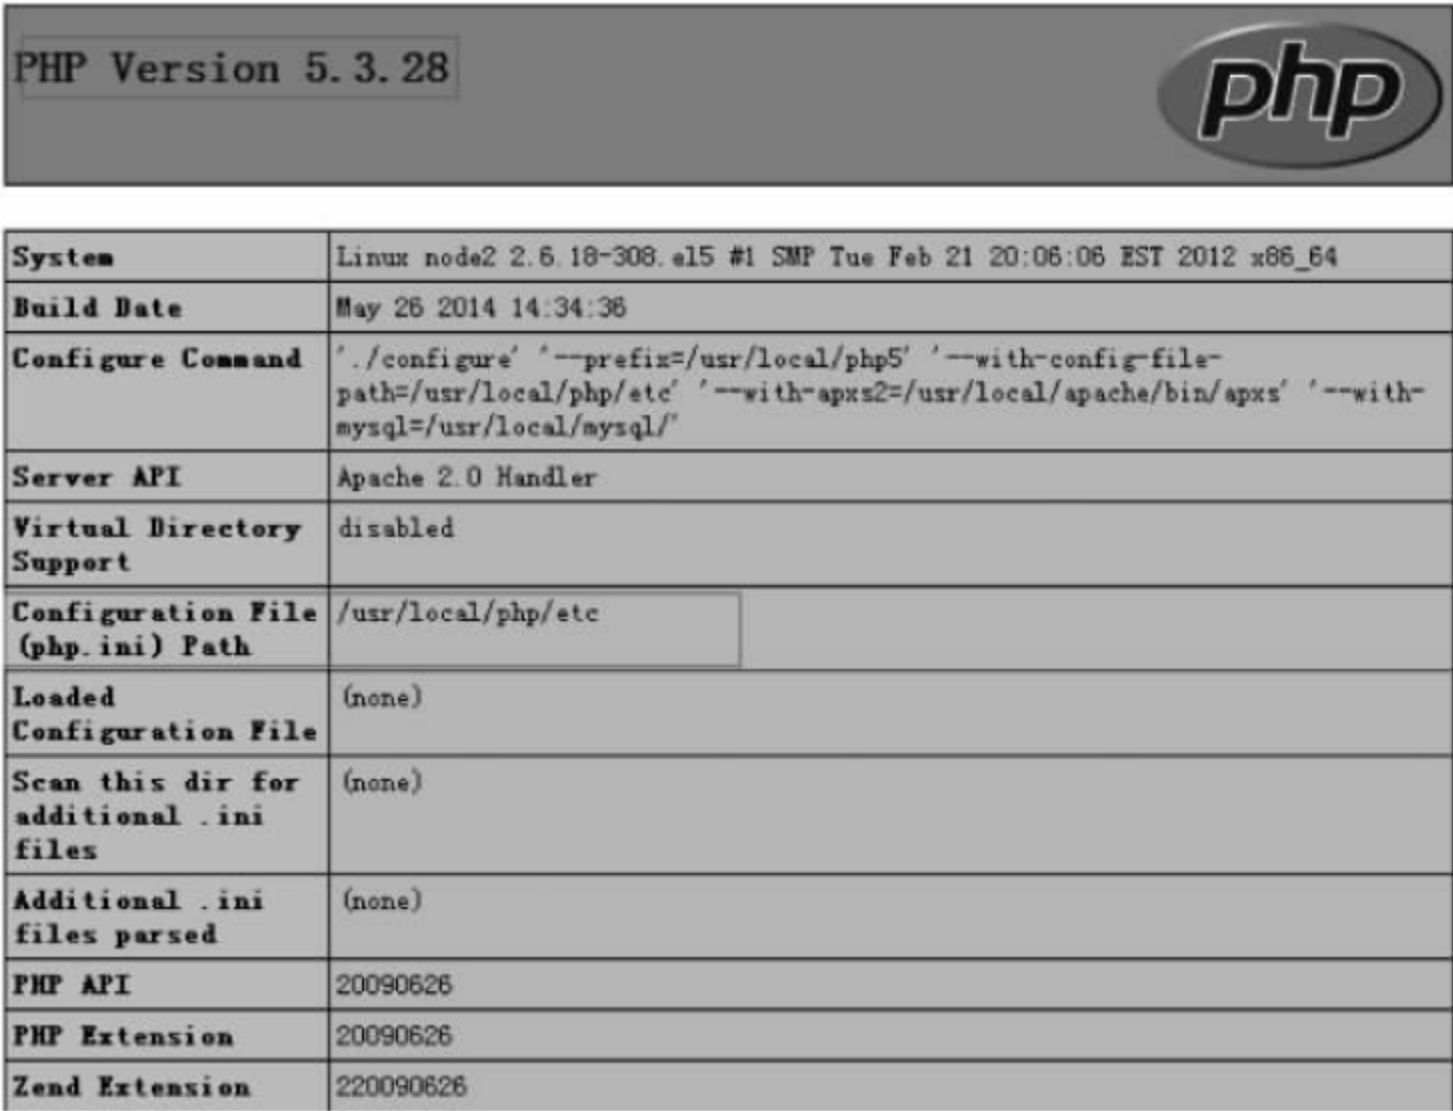 PHP Version 5.3.28
php
System
Linux node2 2.6.18-308.el5 #1 SMP Tue Feb 21 20:06:06 EST 2012 x86_64
Build Date
May 26 2014 14:34:36
Configure Command
'./configure' '--prefix=/usr/local/php5' '--with-config-file-
path=/usr/local/php/etc' '--with-apxs2=/usr/local/apache/bin/apxs' '--with-
mysql=/usr/local/mysql/'
Server API
Apache 2.0 Handler
Virtual Directory
Support
disabled
Configuration File
(php.ini) Path
/usr/local/php/etc
Loaded
Configuration File
(none)
Scan this dir for
additional .ini
files
(none)
Additional .ini
files parsed
(none)
PHP API
20090626
PHP Extension
20090626
Zend Extension
220090626